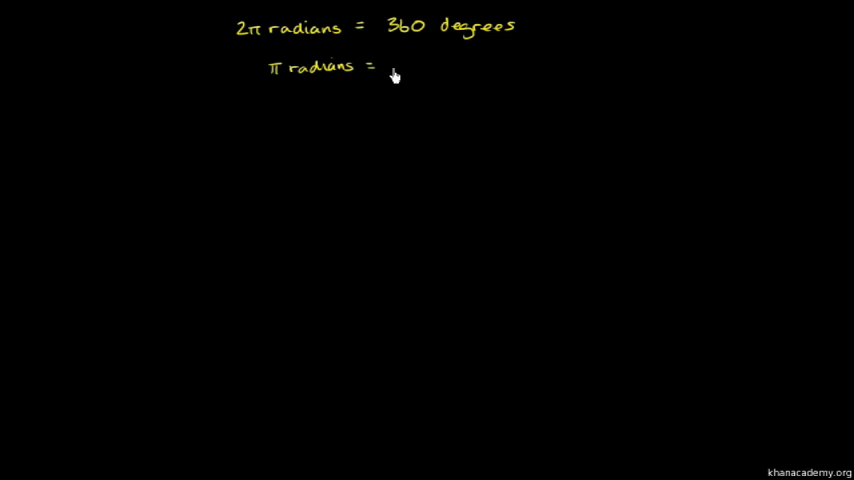 2π radians = 360 degrees
π radians =
khanacademy.org